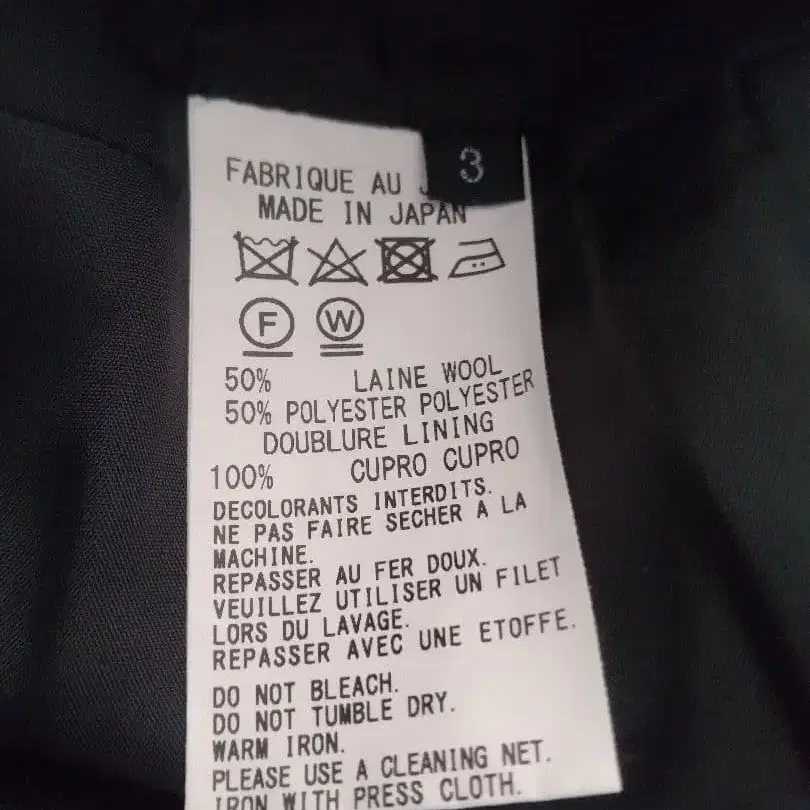 3
FABRIQUE AU
MADE IN JAPAN
F W
50% LAINE WOOL
50% POLYESTER POLYESTER
DOUBLURE LINING
100% CUPRO CUPRO
DECOLORANTS INTERDITS.
NE PAS FAIRE SECHER A LA
MACHINE.
REPASSER AU FER DOUX.
VEUILLEZ UTILISER UN FILET
LORS DU LAVAGE.
REPASSER AVEC UNE ETOFFE.
DO NOT BLEACH.
DO NOT TUMBLE DRY.
WARM IRON.
PLEASE USE A CLEANING NET.
IRON WITH PRESS CLOTH.